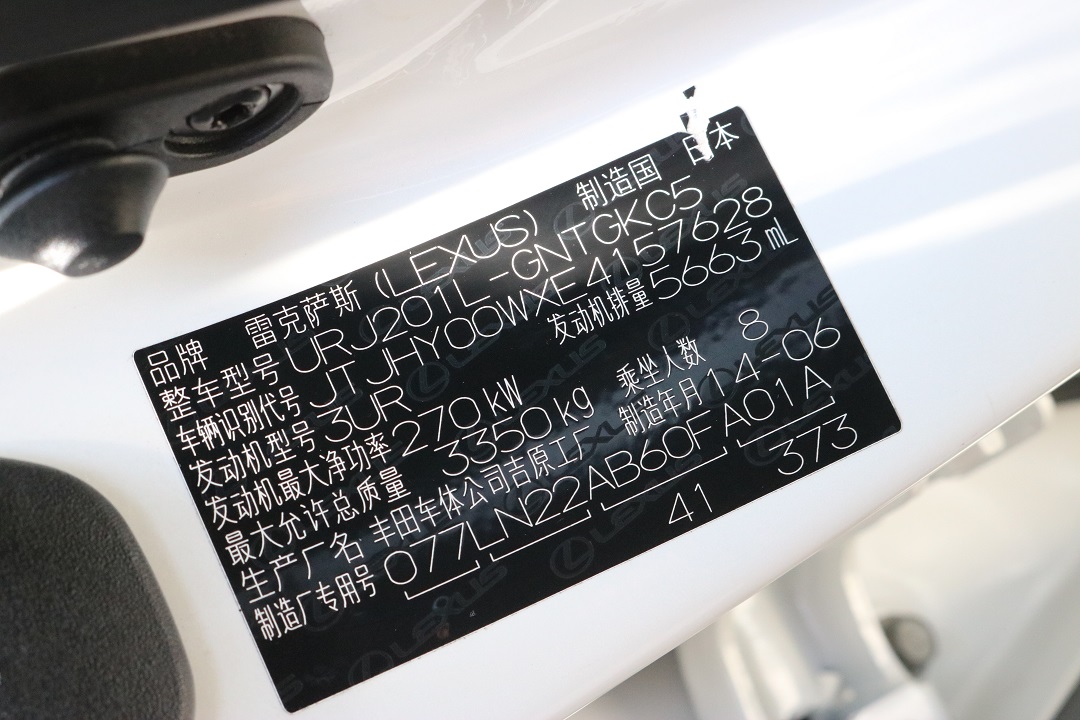 品牌 雷克萨斯 (LEXUS) 制造国 日本
整车型号 URJ201L-GNTGKC5
车辆识别代号 JTJHY00WXE4157628
发动机型号 3UR 发动机排量 5663 mL
发动机最大净功率 270 kW
最大允许总质量 3350 kg 乘坐人数 8
生产厂名 丰田车体公司吉原工厂 制造年月 14-06
制造厂专用号 077LN22AB60FA01A
41 373